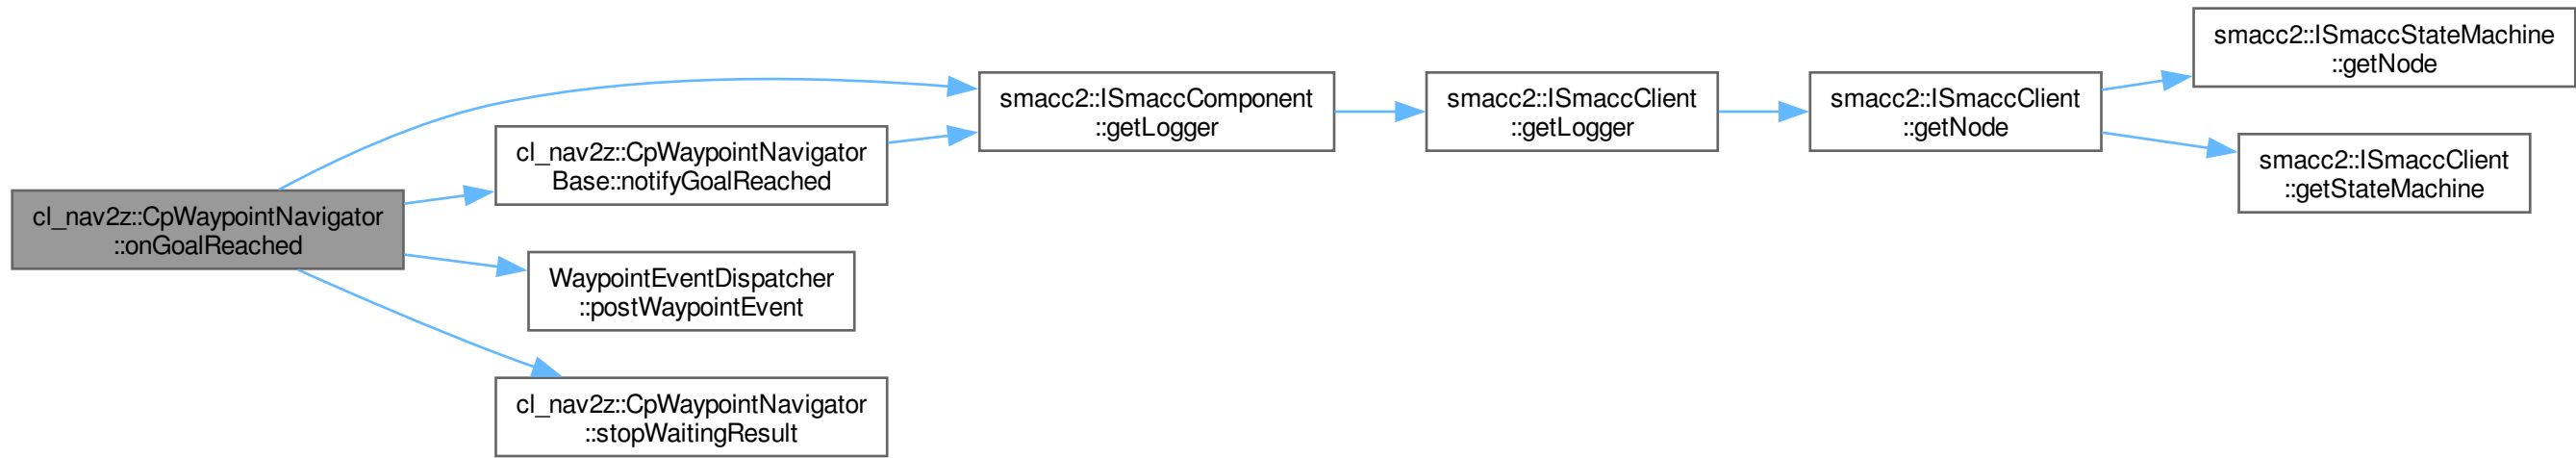 cl_nav2z::CpWaypointNavigator
::onGoalReached
cl_nav2z::CpWaypointNavigator
Base::notifyGoalReached
WaypointEventDispatcher
::postWaypointEvent
cl_nav2z::CpWaypointNavigator
::stopWaitingResult
smacc2::ISmaccComponent
::getLogger
smacc2::ISmaccClient
::getLogger
smacc2::ISmaccClient
::getNode
smacc2::ISmaccStateMachine
::getNode
smacc2::ISmaccClient
::getStateMachine